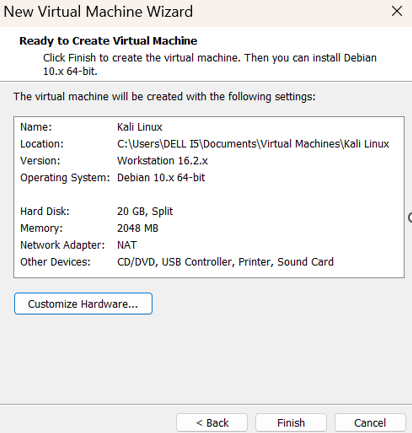 New Virtual Machine Wizard
Ready to Create Virtual Machine
Click Finish to create the virtual machine. Then you can install Debian
10.x 64-bit.
The virtual machine will be created with the following settings:
Name: Kali Linux
Location: C:\Users\DELL I5\Documents\Virtual Machines\Kali Linux
Version: Workstation 16.2.x
Operating System: Debian 10.x 64-bit
Hard Disk: 20 GB, Split
Memory: 2048 MB
Network Adapter: NAT
Other Devices: CD/DVD, USB Controller, Printer, Sound Card
Customize Hardware...
< Back Finish Cancel